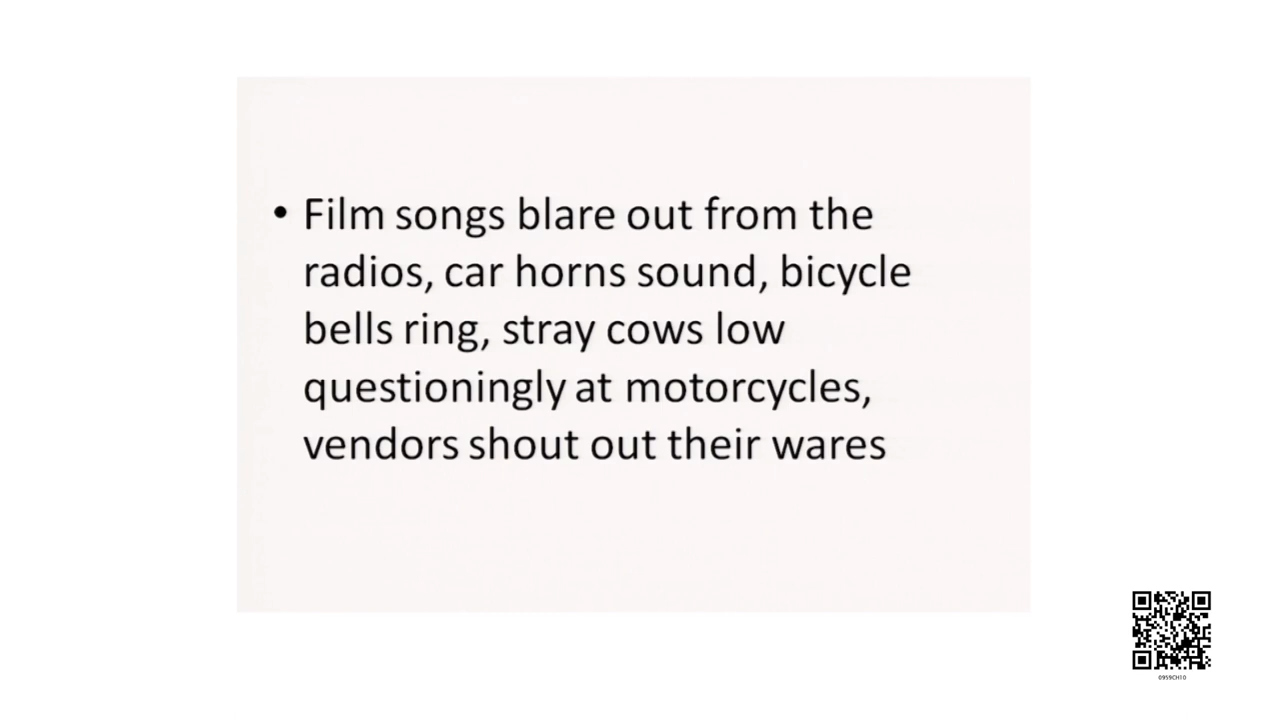 • Film songs blare out from the
radios, car horns sound, bicycle
bells ring, stray cows low
questioningly at motorcycles,
vendors shout out their wares
0959CH10